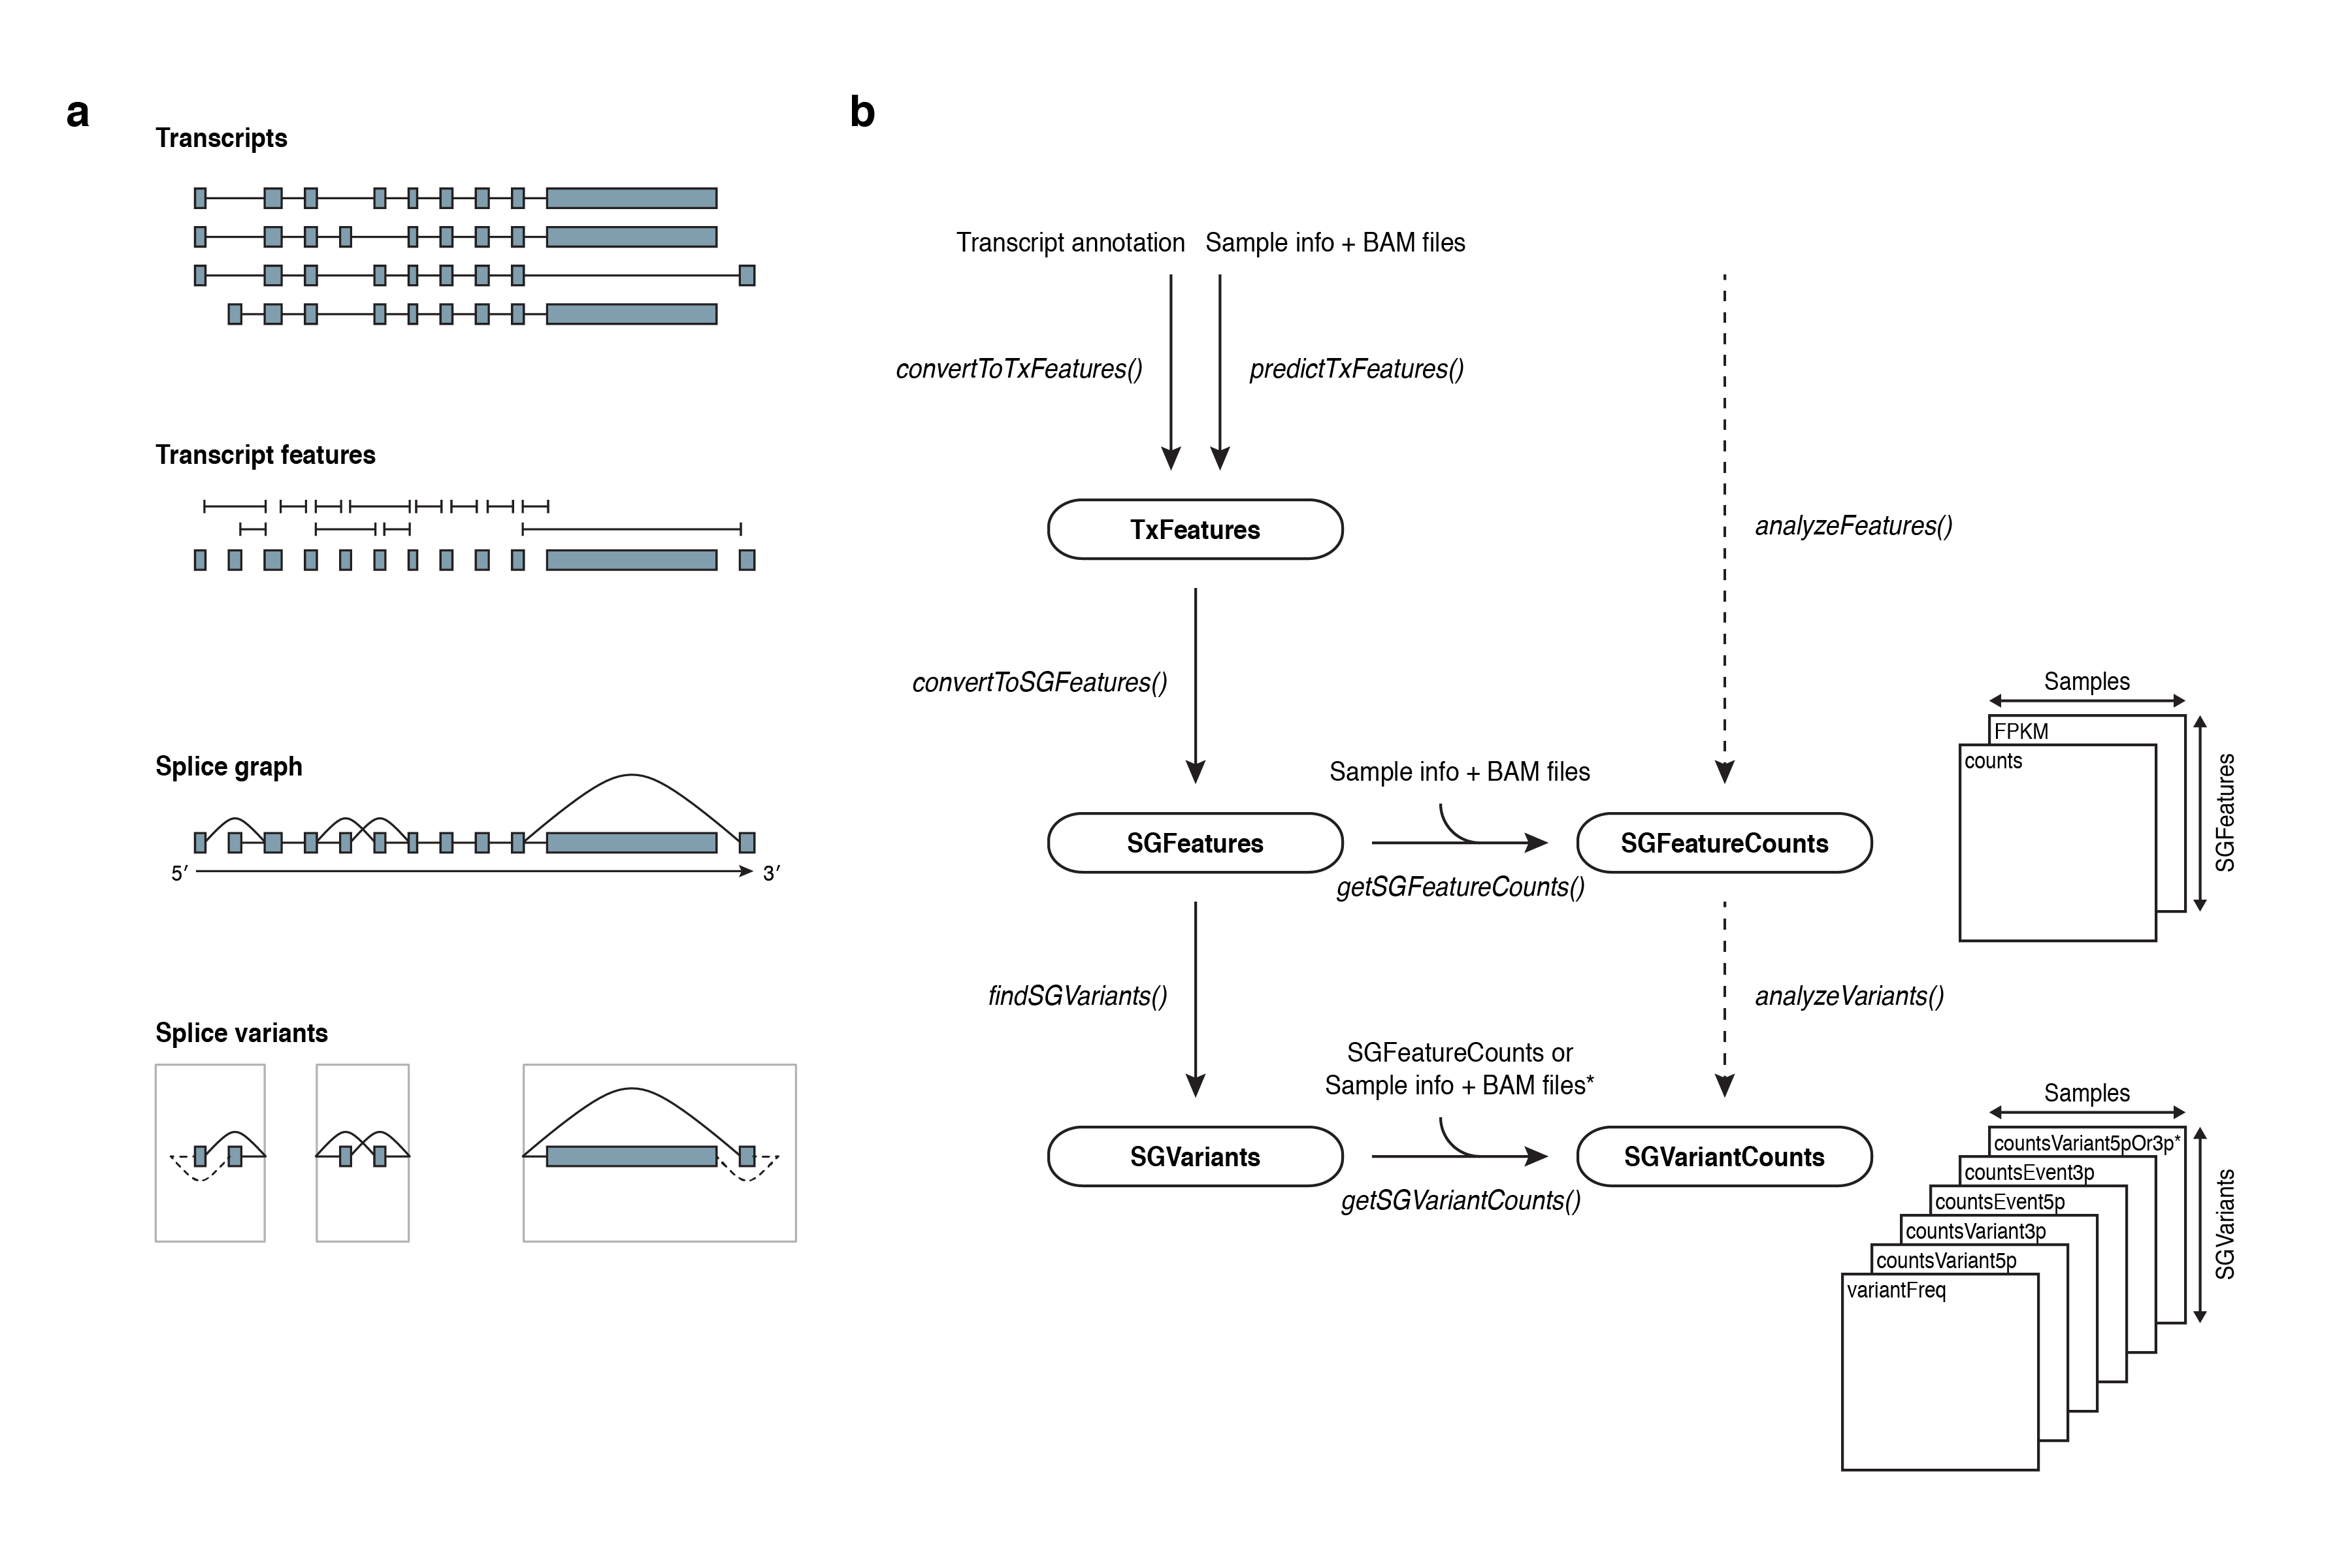 a
Transcripts
Transcript features
Splice graph
5′
3′
Splice variants
b
Transcript annotation
Sample info + BAM files
convertToTxFeatures()
predictTxFeatures()
TxFeatures
analyzeFeatures()
convertToSGFeatures()
Sample info + BAM files
SGFeatures
getSGFeatureCounts()
SGFeatureCounts
Samples
FPKM
counts
SGFeatures
findSGVariants()
analyzeVariants()
SGFeatureCounts or
Sample info + BAM files*
SGVariants
getSGVariantCounts()
SGVariantCounts
Samples
countsVariant5pOr3p*
countsEvent3p
countsEvent5p
countsVariant3p
countsVariant5p
variantFreq
SGVariants